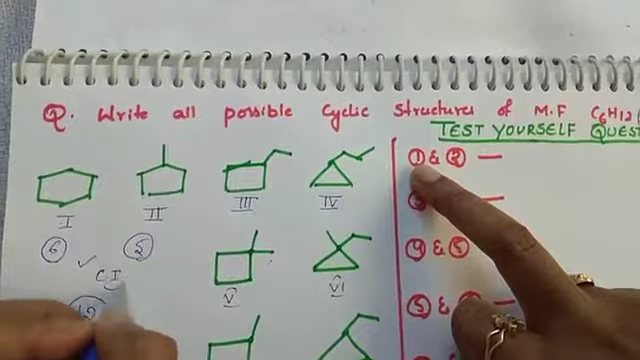 Q. Write all possible Cyclic Structures of M.F C6H12
TEST YOURSELF QUEST
I
II
III
IV
① & ② —
⑥
⑤
✓
C.I
④ & ⑤
V
VI